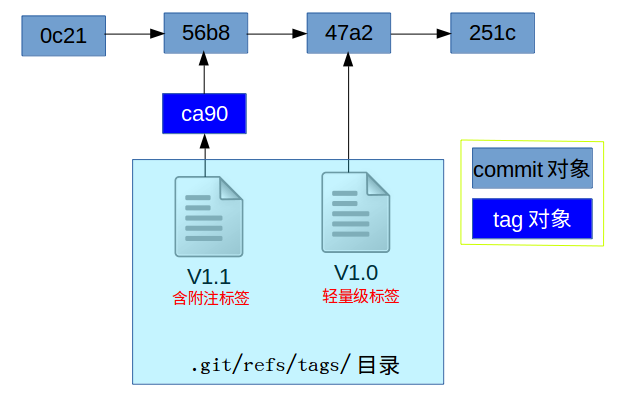 0c21
56b8
47a2
251c
ca90
commit 对象
tag 对象
V1.1
含附注标签
V1.0
轻量级标签
.git/refs/tags/ 目录